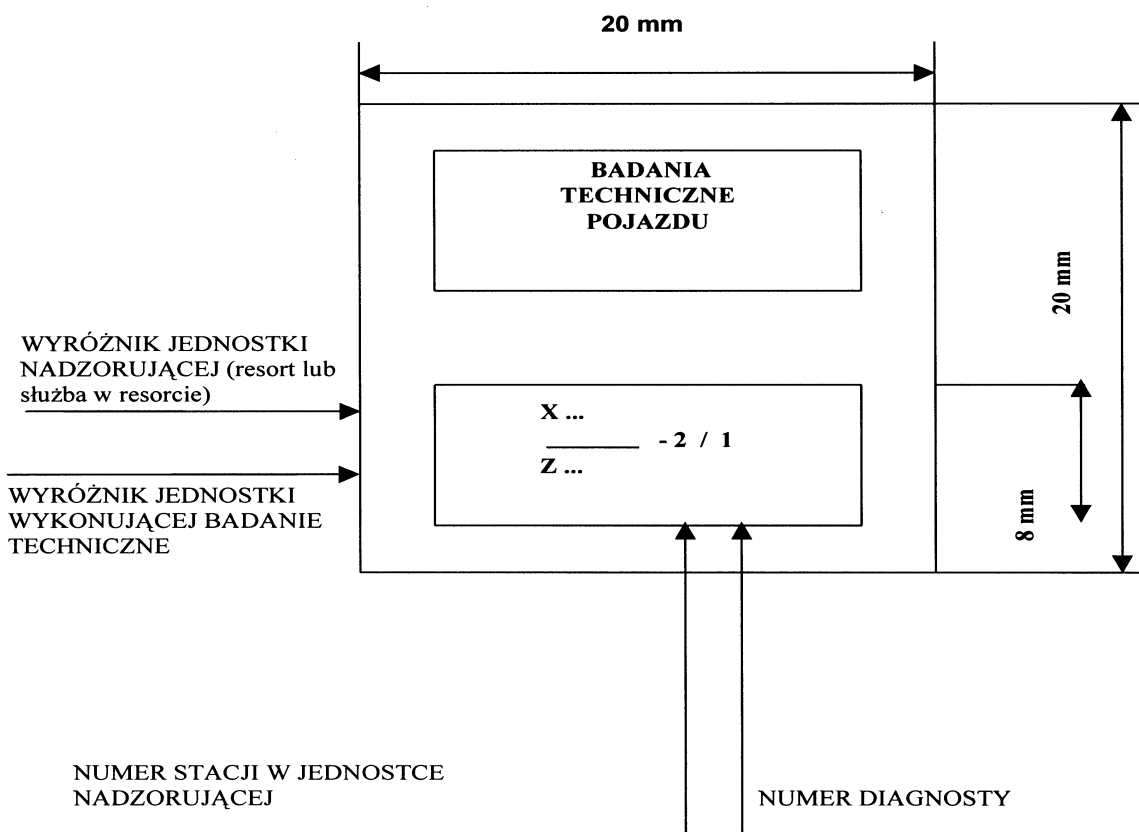 20 mm
BADANIA
TECHNICZNE
POJAZDU
20 mm
WYRÓŻNIK JEDNOSTKI
NADZORUJĄCEJ (resort lub
służba w resorcie)
X ...
_______ - 2 / 1
Z ...
WYRÓŻNIK JEDNOSTKI
WYKONUJĄCEJ BADANIE
TECHNICZNE
8 mm
NUMER STACJI W JEDNOSTCE
NADZORUJĄCEJ
NUMER DIAGNOSTY